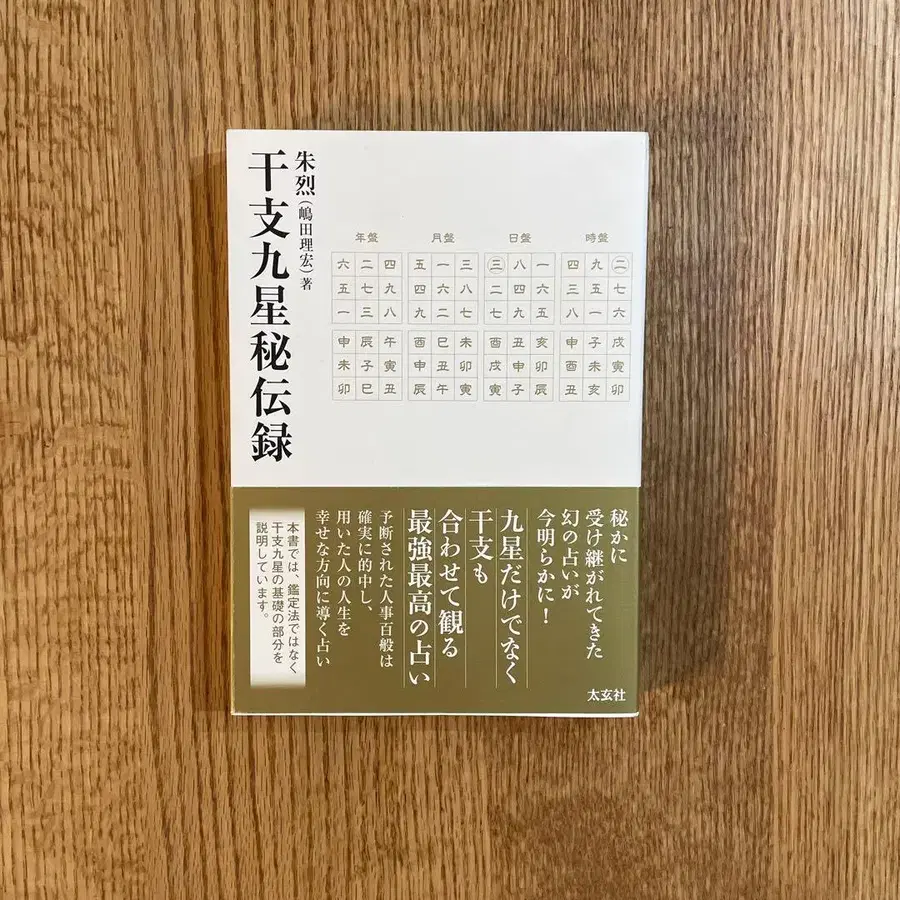 朱烈（嶋田理宏）著
干支九星秘伝録
年盤 月盤 日盤 時盤
六二四 五一三 三八一 四九二
五七九 四六八 二四六 三五七
一三八 九二七 七九五 八一六
申辰午 酉巳未 酉丑亥 申子戌
未子寅 申丑卯 戌申卯 酉未寅
卯巳丑 辰午寅 寅子辰 丑亥卯
秘かに
受け継がれてきた
幻の占いが
今明らかに！
九星だけでなく
干支も
合わせて観る
最強最高の占い
予断された人事百般は
確実に的中し、
用いた人の人生を
幸せな方向に導く占い
本書では、鑑定法ではなく
干支九星の基礎の部分を
説明しています。
太玄社